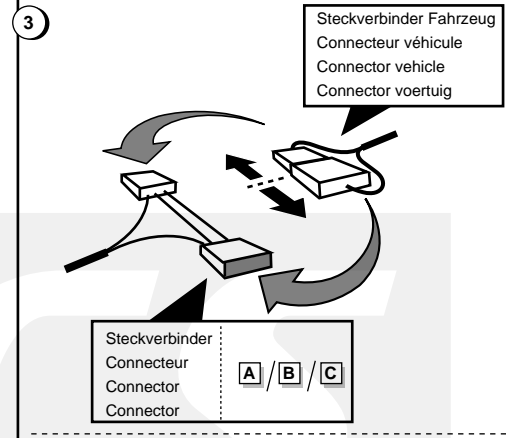 3
Steckverbinder Fahrzeug
Connecteur véhicule
Connector vehicle
Connector voertuig
Steckverbinder
Connecteur
Connector
Connector
A / B / C